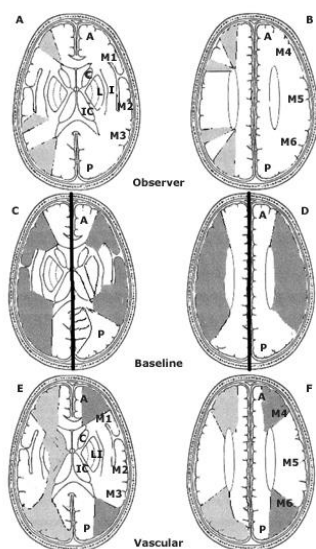 A B
A A
M1 M4
C
L I
M2 M5
IC
M3 M6
P P
Observer
C D
A A
P P
Baseline
E F
A A
M1 M4
C
LI
M2 M5
IC
M3 M6
P P
Vascular